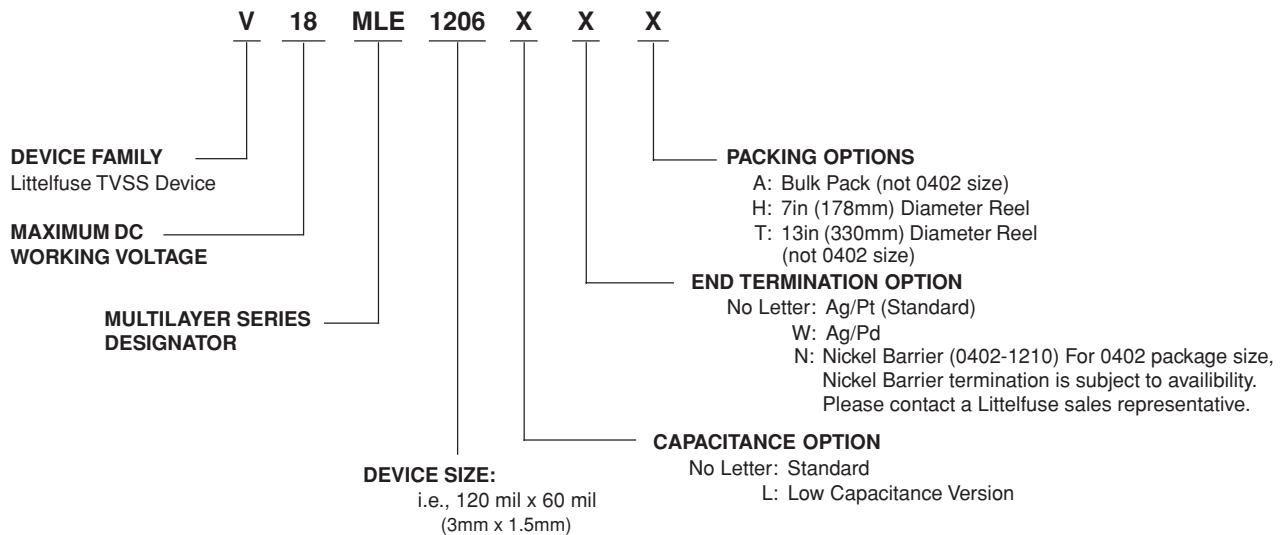 V 18 MLE 1206 X X X
DEVICE FAMILY
Littelfuse TVSS Device
MAXIMUM DC
WORKING VOLTAGE
MULTILAYER SERIES
DESIGNATOR
DEVICE SIZE:
i.e., 120 mil x 60 mil
(3mm x 1.5mm)
PACKING OPTIONS
A: Bulk Pack (not 0402 size)
H: 7in (178mm) Diameter Reel
T: 13in (330mm) Diameter Reel
(not 0402 size)
END TERMINATION OPTION
No Letter: Ag/Pt (Standard)
W: Ag/Pd
N: Nickel Barrier (0402-1210) For 0402 package size,
Nickel Barrier termination is subject to availibility.
Please contact a Littelfuse sales representative.
CAPACITANCE OPTION
No Letter: Standard
L: Low Capacitance Version